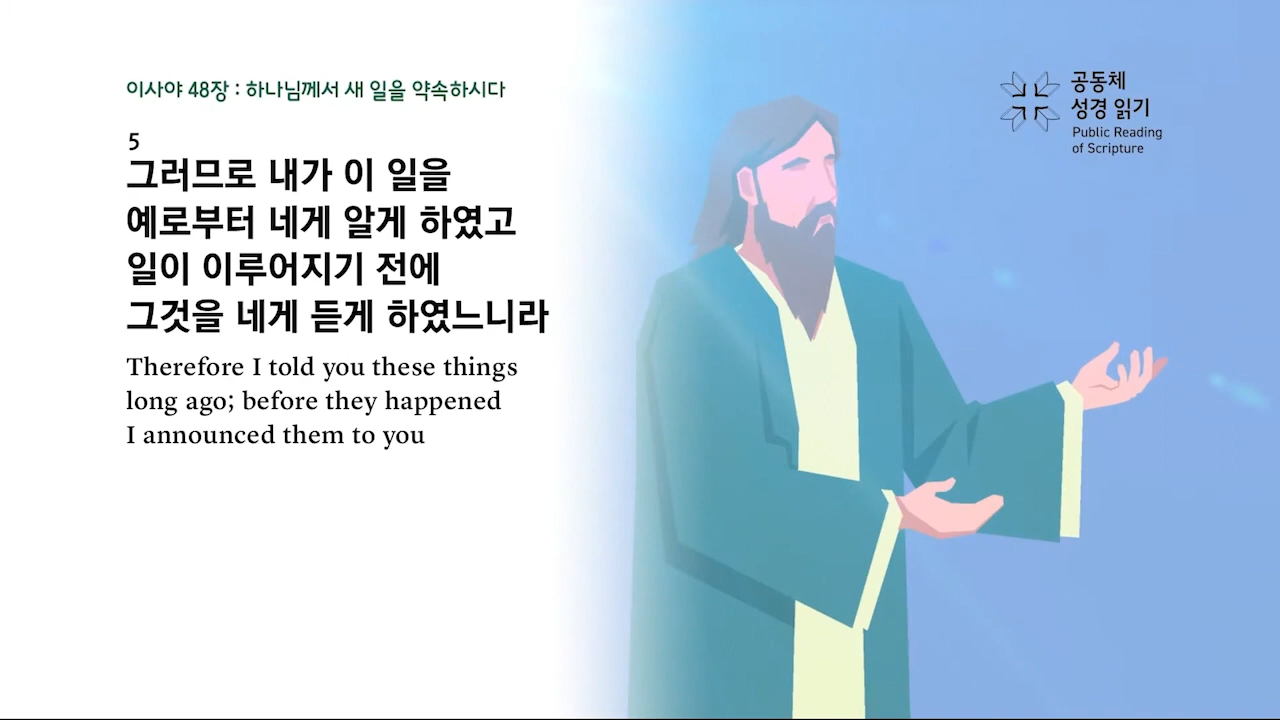 이사야 48장 : 하나님께서 새 일을 약속하시다
5
그러므로 내가 이 일을
예로부터 네게 알게 하였고
일이 이루어지기 전에
그것을 네게 듣게 하였느니라
Therefore I told you these things
long ago; before they happened
I announced them to you
공동체
성경 읽기
Public Reading
of Scripture